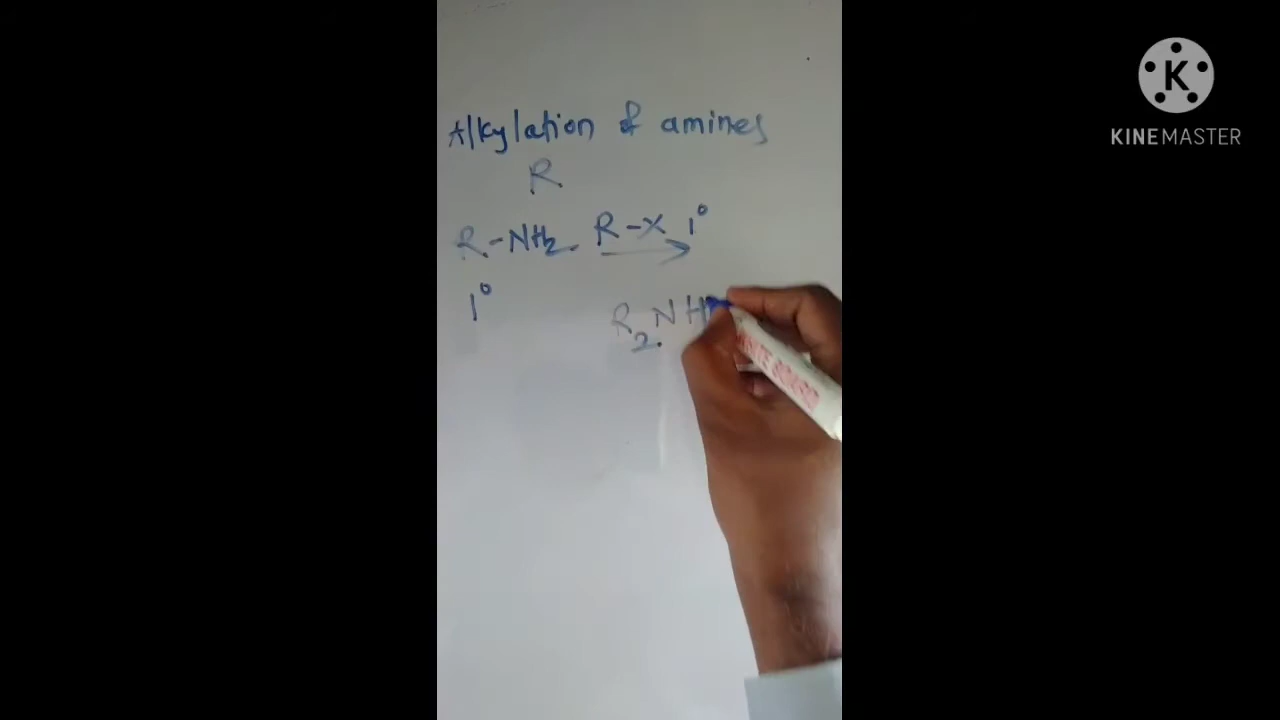 Alkylation of amines
R
R-NH2 R-X 1°
1°
R2NH
K
KINEMASTER